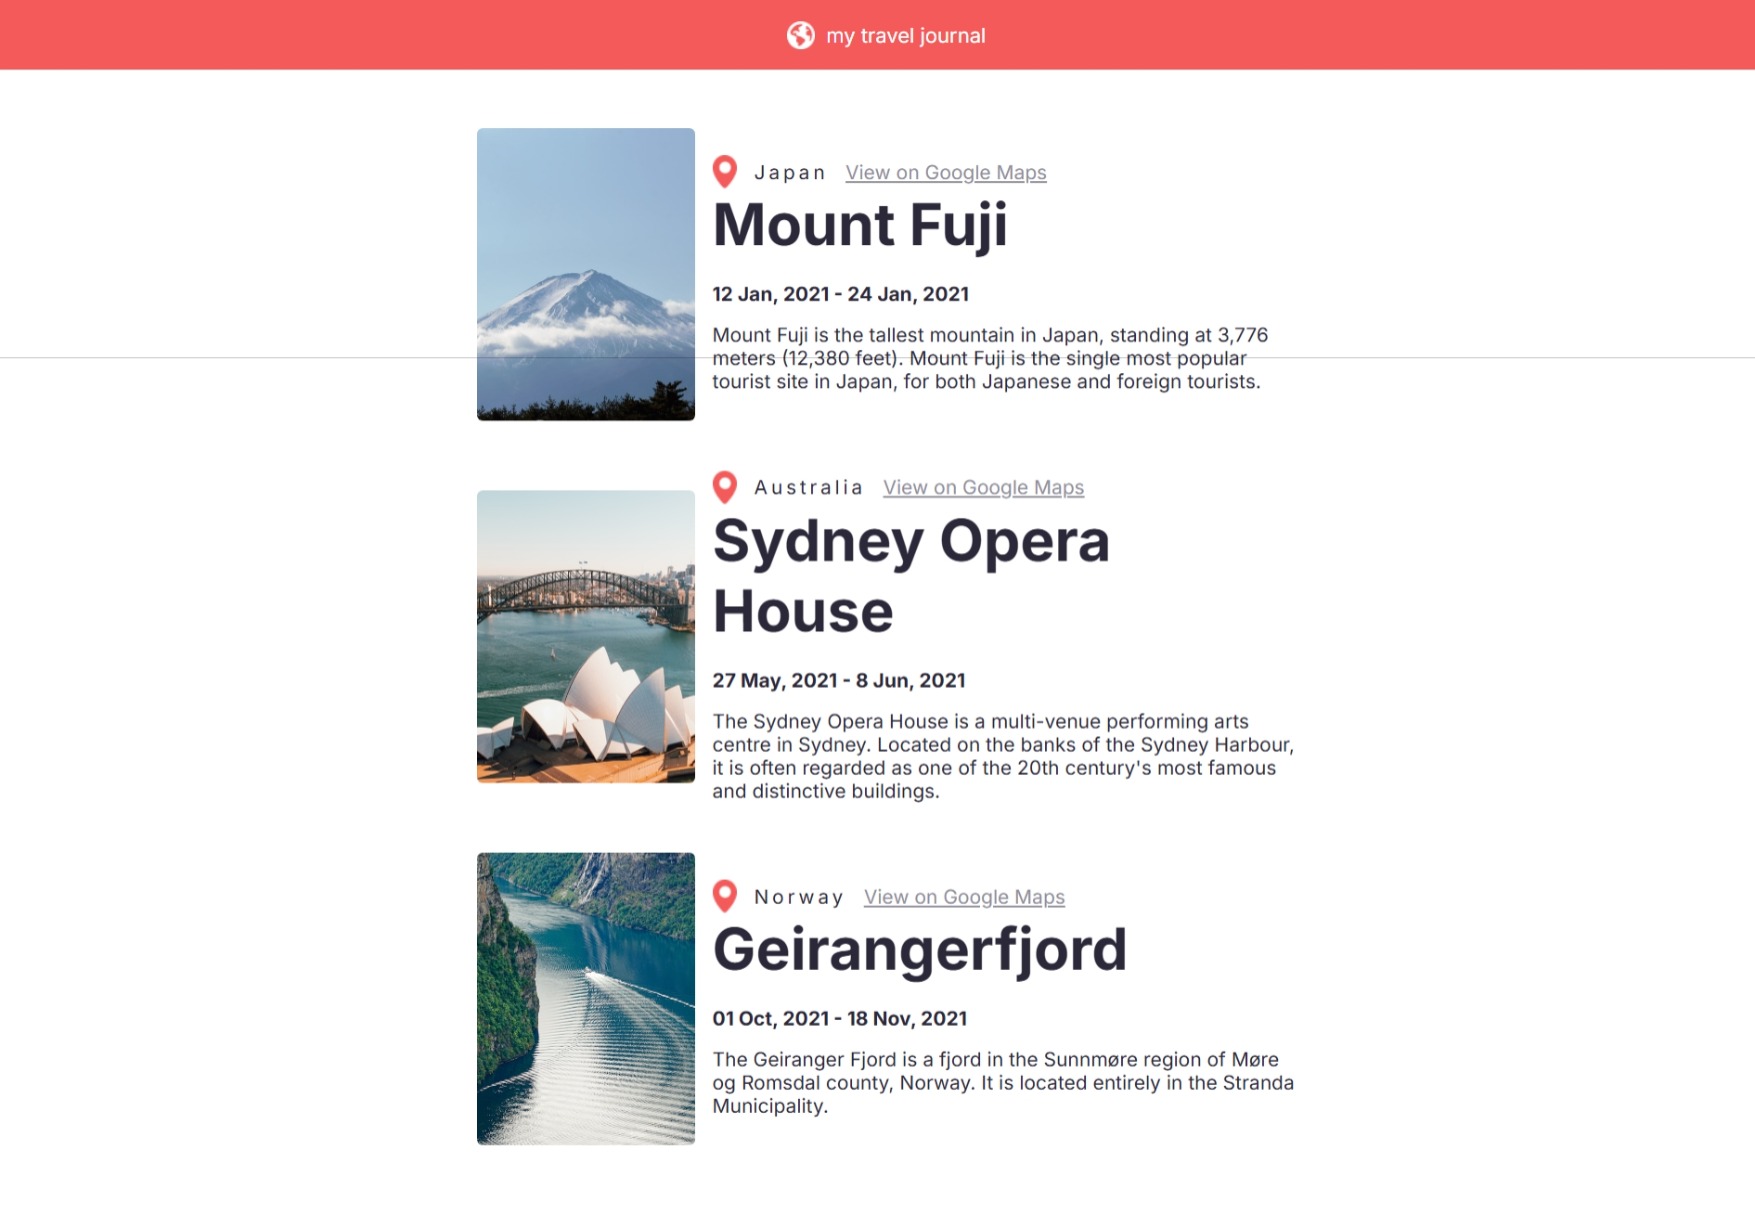 my travel journal
Japan View on Google Maps
Mount Fuji
12 Jan, 2021 - 24 Jan, 2021
Mount Fuji is the tallest mountain in Japan, standing at 3,776
meters (12,380 feet). Mount Fuji is the single most popular
tourist site in Japan, for both Japanese and foreign tourists.
Australia View on Google Maps
Sydney Opera
House
27 May, 2021 - 8 Jun, 2021
The Sydney Opera House is a multi-venue performing arts
centre in Sydney. Located on the banks of the Sydney Harbour,
it is often regarded as one of the 20th century's most famous
and distinctive buildings.
Norway View on Google Maps
Geirangerfjord
01 Oct, 2021 - 18 Nov, 2021
The Geiranger Fjord is a fjord in the Sunnmøre region of Møre
og Romsdal county, Norway. It is located entirely in the Stranda
Municipality.